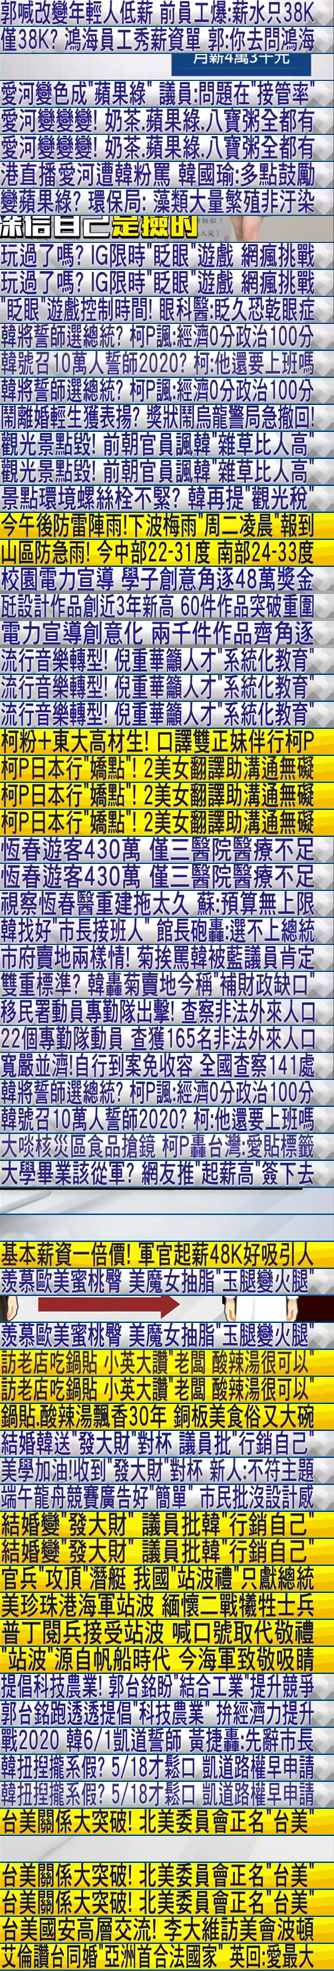 郭喊改變年輕人低薪 前員工爆:薪水只38K
僅38K? 鴻海員工秀薪資單 郭:你去問鴻海
月薪4萬3千元
愛河變色成"蘋果綠" 議員:問題在"接管率"
愛河變變變! 奶茶.蘋果綠.八寶粥全都有
愛河變變變! 奶茶.蘋果綠.八寶粥全都有
港直播愛河遭韓粉罵 韓國瑜:多點鼓勵
變蘋果綠? 環保局: 藻類大量繁殖非汙染
深信自己是撿的
玩過了嗎? IG限時"眨眼"遊戲 網瘋挑戰
玩過了嗎? IG限時"眨眼"遊戲 網瘋挑戰
"眨眼"遊戲控制時間! 眼科醫:眨久恐乾眼症
韓將誓師選總統? 柯P諷:經濟0分政治100分
韓號召10萬人誓師2020? 柯:他還要上班嗎
韓將誓師選總統? 柯P諷:經濟0分政治100分
鬧離婚輕生獲表揚? 獎狀鬧烏龍警局急撤回!
觀光景點毀! 前朝官員諷韓"雜草比人高"
觀光景點毀! 前朝官員諷韓"雜草比人高"
景點環境螺絲栓不緊? 韓再提"觀光稅"
今午後防雷陣雨!下波梅雨"周二凌晨"報到
山區防急雨! 今中部22-31度 南部24-33度
校園電力宣導 學子創意角逐48萬獎金
瓩設計作品創近3年新高 60件作品突破重圍
電力宣導創意化 兩千件作品齊角逐
流行音樂轉型! 倪重華籲人才"系統化教育"
流行音樂轉型! 倪重華籲人才"系統化教育"
流行音樂轉型! 倪重華籲人才"系統化教育"
柯粉+東大高材生! 口譯雙正妹伴行柯P
柯P日本行"嬌點"! 2美女翻譯助溝通無礙
柯P日本行"嬌點"! 2美女翻譯助溝通無礙
柯P日本行"嬌點"! 2美女翻譯助溝通無礙
恆春遊客430萬 僅三醫院醫療不足
恆春遊客430萬 僅三醫院醫療不足
視察恆春醫重建拖太久 蘇:預算無上限
韓找好"市長接班人" 館長砲轟:選不上總統
市府賣地兩樣情! 菊挨罵韓被藍議員肯定
雙重標準? 韓轟菊賣地今稱"補財政缺口"
移民署動員專勤隊出擊! 查察非法外來人口
22個專勤隊動員 查獲165名非法外來人口
寬嚴並濟!自行到案免收容 全國查察141處
韓將誓師選總統? 柯P諷:經濟0分政治100分
韓號召10萬人誓師2020? 柯:他還要上班嗎
大啖核災區食品搶鏡 柯P轟台灣:愛貼標籤
大學畢業該從軍? 網友推"起薪高"簽下去
基本薪資一倍價! 軍官起薪48K好吸引人
羨慕歐美蜜桃臀 美魔女抽脂"玉腿變火腿"
羨慕歐美蜜桃臀 美魔女抽脂"玉腿變火腿"
訪老店吃鍋貼 小英大讚"老闆 酸辣湯很可以"
訪老店吃鍋貼 小英大讚"老闆 酸辣湯很可以"
鍋貼.酸辣湯飄香30年 銅板美食俗又大碗
結婚韓送"發大財"對杯 議員批"行銷自己"
美學加油!收到"發大財"對杯 新人:不符主題
端午龍舟競賽廣告好"簡單" 市民批沒設計感
結婚變"發大財" 議員批韓"行銷自己"
結婚變"發大財" 議員批韓"行銷自己"
官兵"攻頂"潛艇 我國"站波禮"只獻總統
美珍珠港海軍站波 緬懷二戰犧牲士兵
普丁閱兵接受站波 喊口號取代敬禮
"站波"源自帆船時代 今海軍致敬吸睛
提倡科技農業! 郭台銘盼"結合工業"提升競爭
郭台銘跑透透提倡"科技農業" 拚經濟力提升
戰2020 韓6/1凱道誓師 黃捷轟:先辭市長
韓扭捏攏系假? 5/18才鬆口 凱道路權早申請
韓扭捏攏系假? 5/18才鬆口 凱道路權早申請
台美關係大突破! 北美委員會正名"台美"
台美關係大突破! 北美委員會正名"台美"
台美關係大突破! 北美委員會正名"台美"
台美國安高層交流! 李大維訪美會波頓
艾倫讚台同婚"亞洲首合法國家" 英回:愛最大